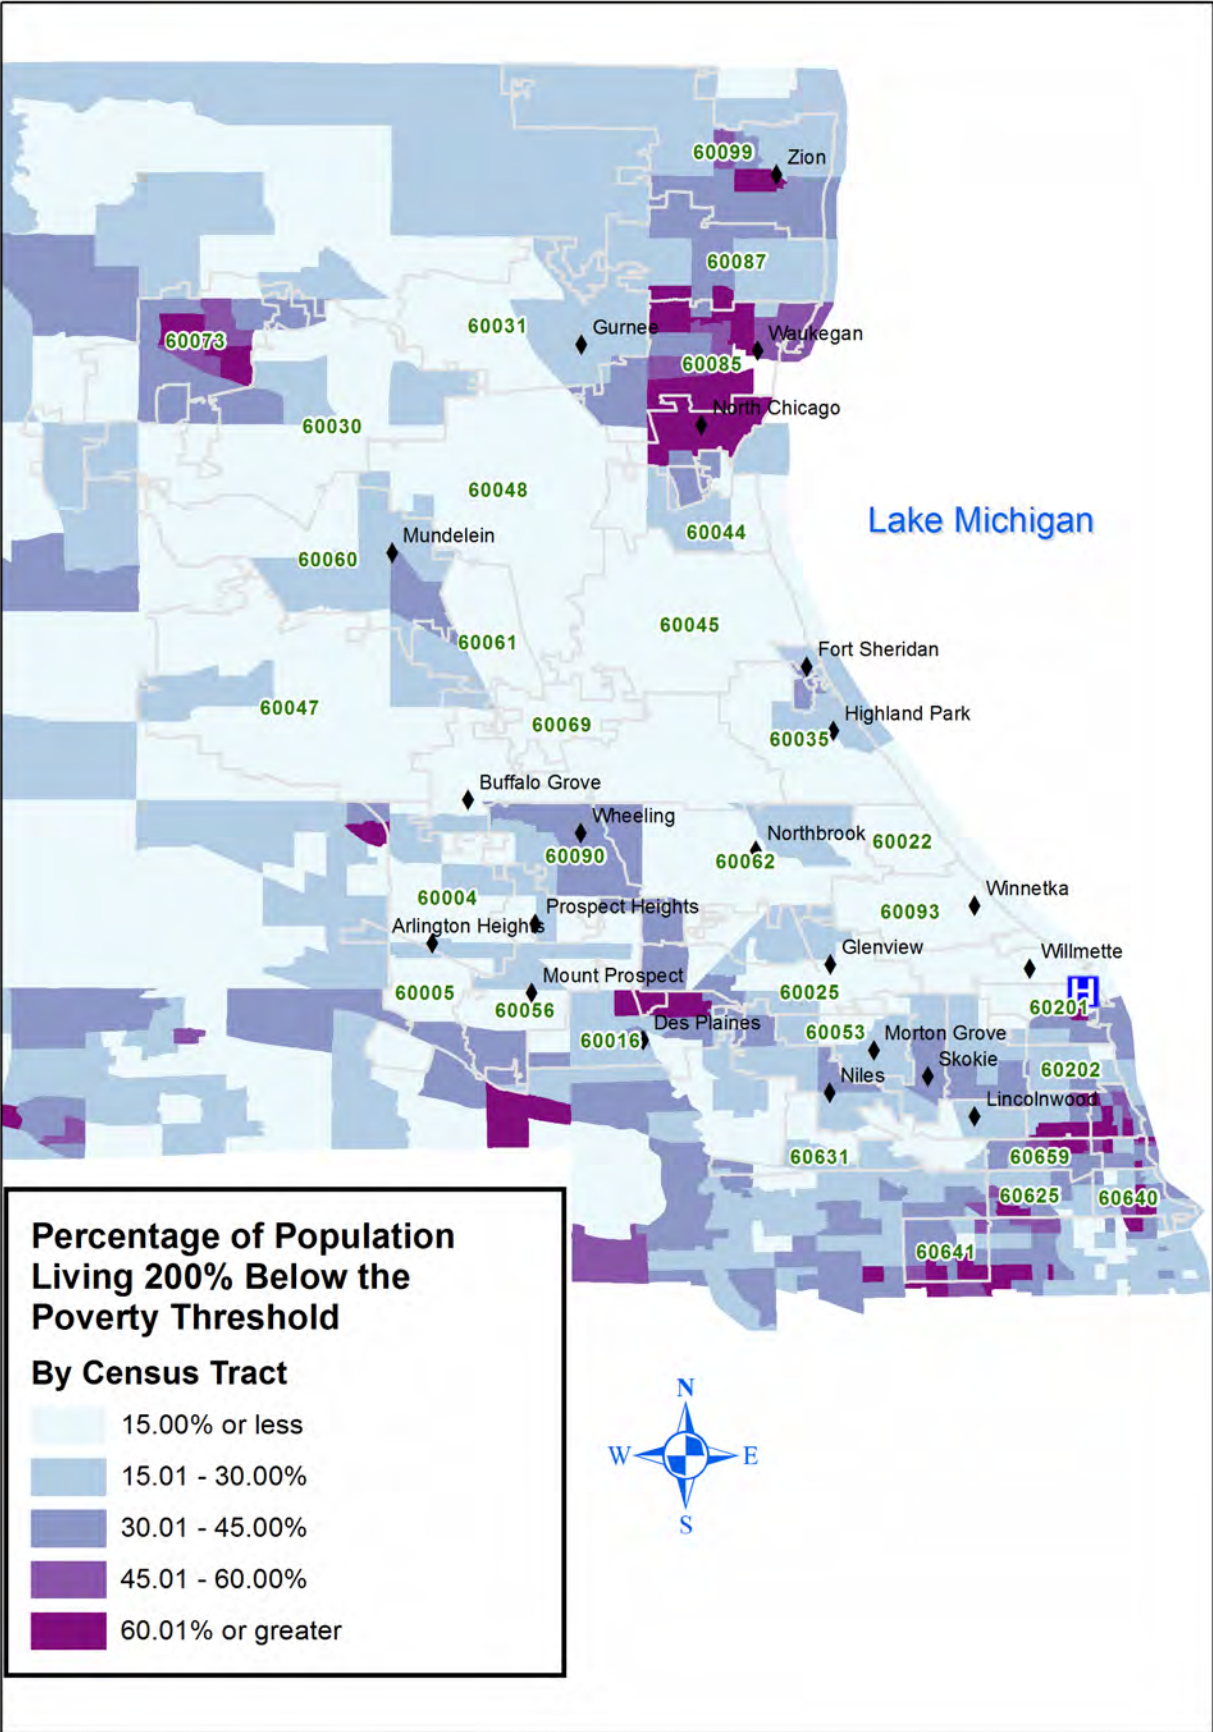 60099
Zion
60087
60031
Gurnee
Waukegan
60073
60085
North Chicago
60030
60048
Lake Michigan
60044
Mundelein
60060
60045
60061
Fort Sheridan
60047
Highland Park
60069
60035
Buffalo Grove
Wheeling
Northbrook
60022
60090
60062
Winnetka
60004
Prospect Heights
60093
Arlington Heights
Glenview
Willmette
Mount Prospect
60005
60025
H
60201
60056
Des Plaines
60053
Morton Grove
60016
Skokie
60202
Niles
Lincolnwood
60631
60659
60625
60640
60641
Percentage of Population
Living 200% Below the
Poverty Threshold
By Census Tract
15.00% or less
15.01 - 30.00%
30.01 - 45.00%
45.01 - 60.00%
60.01% or greater
N
W
E
S